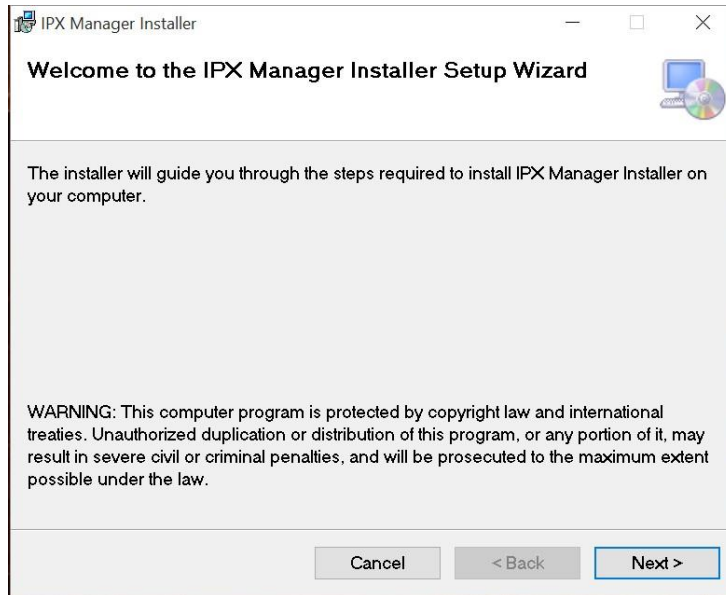 IPX Manager Installer
Welcome to the IPX Manager Installer Setup Wizard
The installer will guide you through the steps required to install IPX Manager Installer on
your computer.
WARNING: This computer program is protected by copyright law and international
treaties. Unauthorized duplication or distribution of this program, or any portion of it, may
result in severe civil or criminal penalties, and will be prosecuted to the maximum extent
possible under the law.
Cancel < Back Next >